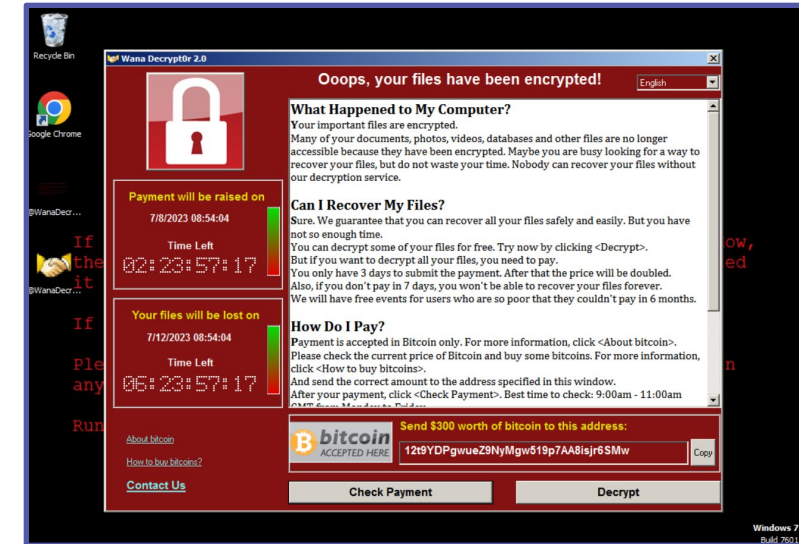 Recycle Bin
Google Chrome
@WanaDecr...
@WanaDecr...
If
ow,
the
ed
it
If
Ple
n
any
Run
Wana Decrypt0r 2.0
Ooops, your files have been encrypted!
English
Payment will be raised on
7/8/2023 08:54:04
Time Left
02:23:57:17
Your files will be lost on
7/12/2023 08:54:04
Time Left
06:23:57:17
About bitcoin
How to buy bitcoins?
Contact Us
What Happened to My Computer?
Your important files are encrypted.
Many of your documents, photos, videos, databases and other files are no longer
accessible because they have been encrypted. Maybe you are busy looking for a way to
recover your files, but do not waste your time. Nobody can recover your files without
our decryption service.
Can I Recover My Files?
Sure. We guarantee that you can recover all your files safely and easily. But you have
not so enough time.
You can decrypt some of your files for free. Try now by clicking <Decrypt>.
But if you want to decrypt all your files, you need to pay.
You only have 3 days to submit the payment. After that the price will be doubled.
Also, if you don't pay in 7 days, you won't be able to recover your files forever.
We will have free events for users who are so poor that they couldn't pay in 6 months.
How Do I Pay?
Payment is accepted in Bitcoin only. For more information, click <About bitcoin>.
Please check the current price of Bitcoin and buy some bitcoins. For more information,
click <How to buy bitcoins>.
And send the correct amount to the address specified in this window.
After your payment, click <Check Payment>. Best time to check: 9:00am - 11:00am
GMT from Monday to Friday
bitcoin
ACCEPTED HERE
Send $300 worth of bitcoin to this address:
12t9YDPgwueZ9NyMgw519p7AA8isjr6SMw
Copy
Check Payment
Decrypt
Windows 7
Build 7601